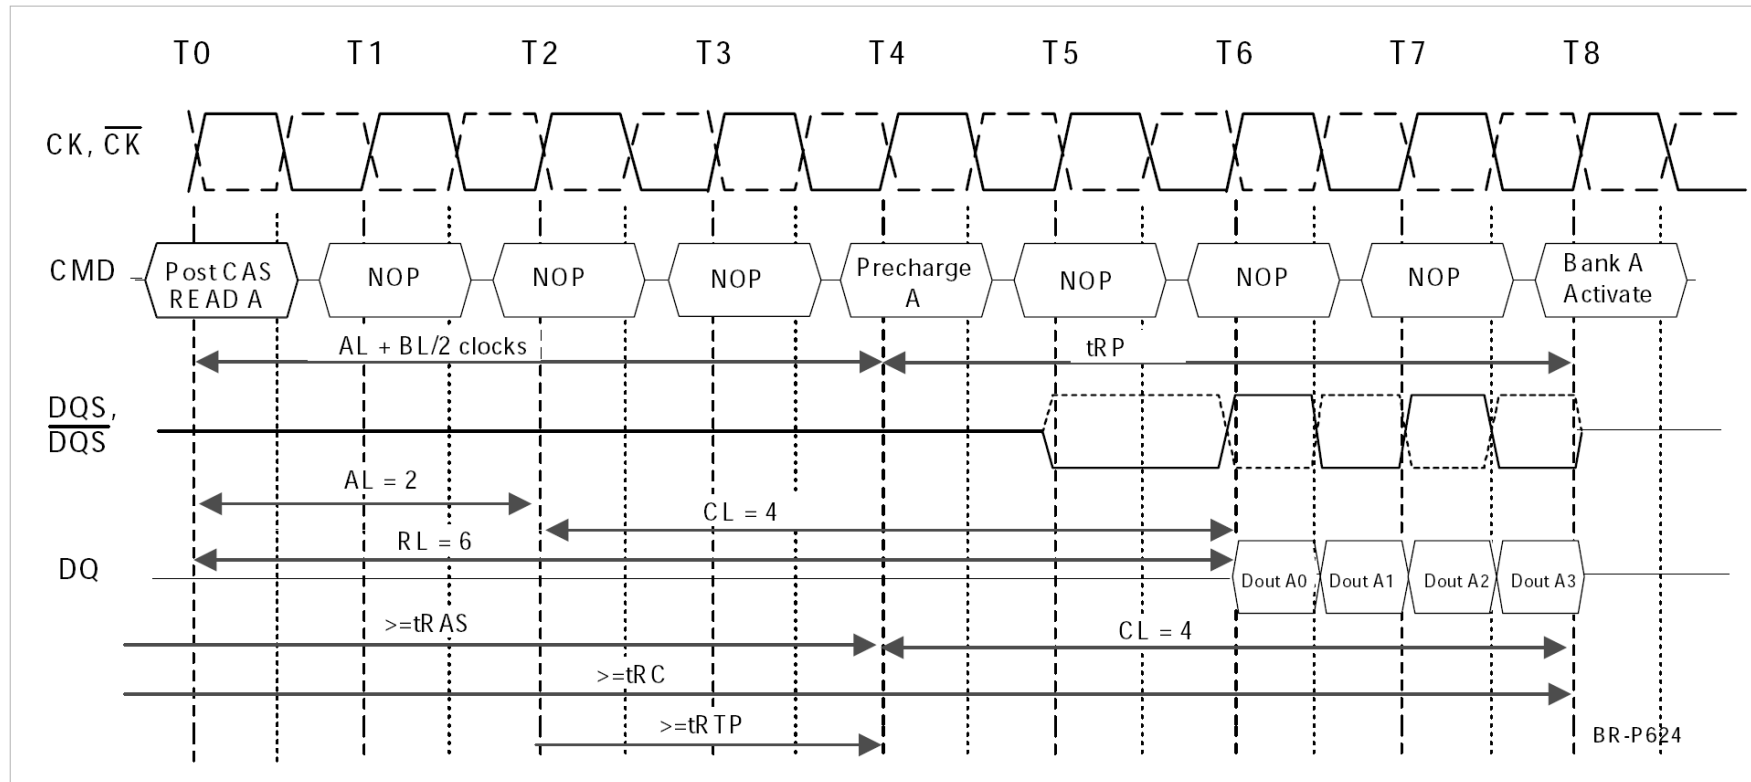 T0 T1 T2 T3 T4 T5 T6 T7 T8
CK, CK
CMD
Post CAS
READ A
NOP
NOP
NOP
Precharge
A
NOP
NOP
NOP
Bank A
Activate
AL + BL/2 clocks
tRP
DQS,
DQS
AL = 2
CL = 4
RL = 6
DQ
Dout A0 Dout A1 Dout A2 Dout A3
>=tRAS
CL = 4
>=tRC
>=tRTP
BR-P624